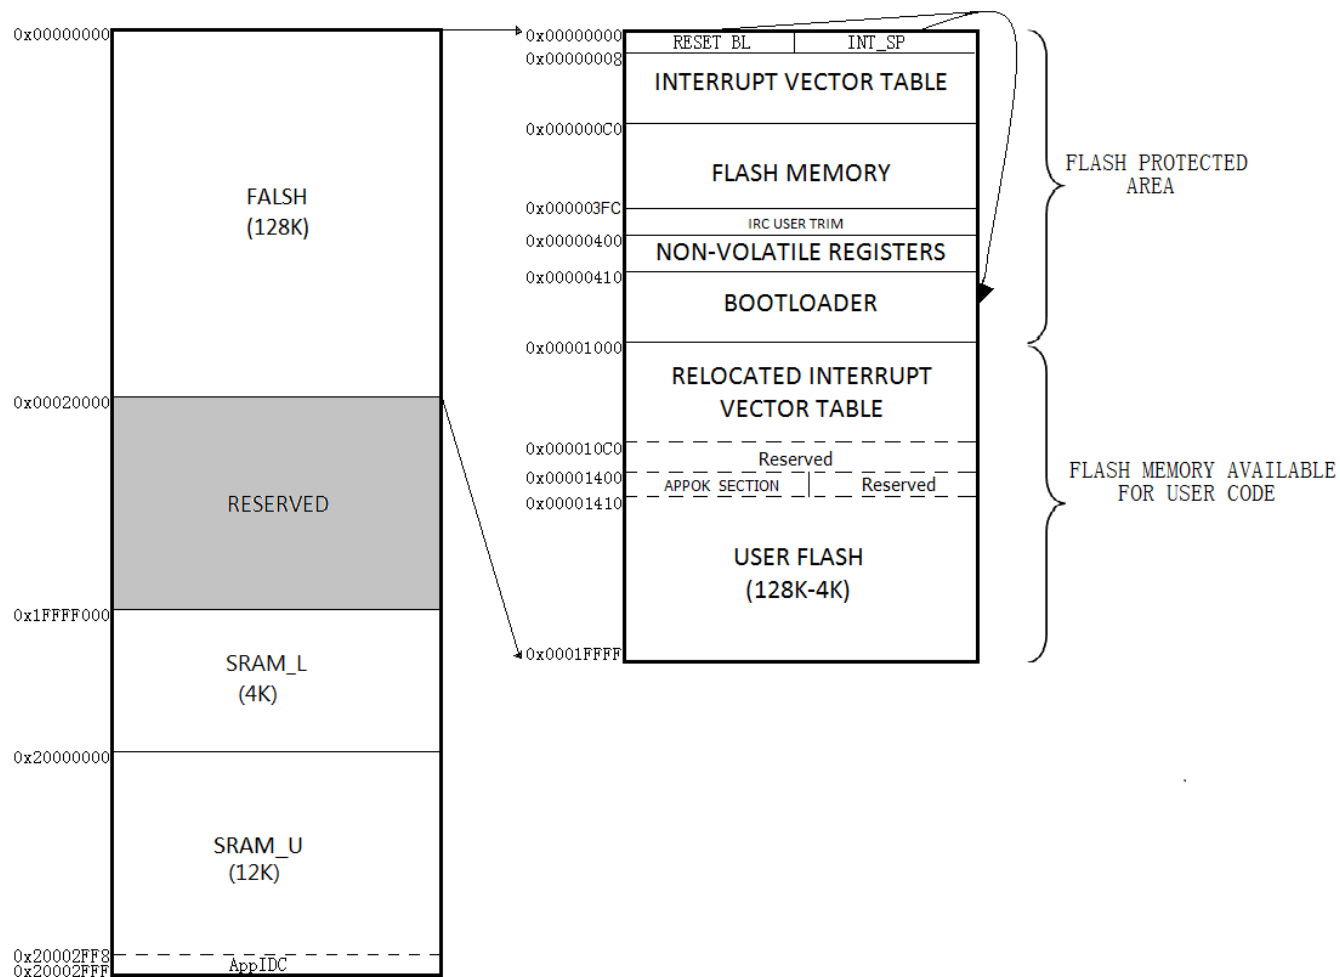 0x00000000
FALSH
(128K)
0x00020000
RESERVED
0x1FFFF000
SRAM_L
(4K)
0x20000000
SRAM_U
(12K)
0x20002FF8
AppIDC
0x20002FFF
0x00000000
RESET BL
INT_SP
0x00000008
INTERRUPT VECTOR TABLE
0x000000C0
FLASH MEMORY
0x000003FC
IRC USER TRIM
0x00000400
NON-VOLATILE REGISTERS
0x00000410
BOOTLOADER
0x00001000
RELOCATED INTERRUPT
VECTOR TABLE
0x000010C0
Reserved
0x00001400
APPOK SECTION
Reserved
0x00001410
USER FLASH
(128K-4K)
0x0001FFFF
FLASH PROTECTED
AREA
FLASH MEMORY AVAILABLE
FOR USER CODE